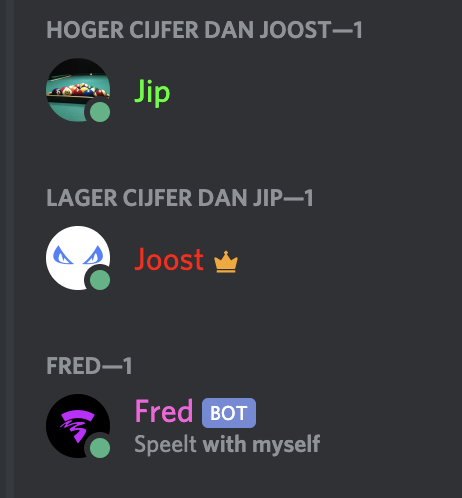 HOGER CIJFER DAN JOOST—1
Jip
LAGER CIJFER DAN JIP—1
Joost
FRED—1
Fred BOT
Speelt with myself